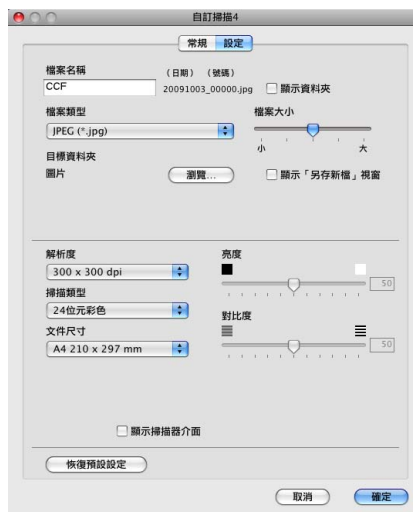 自訂掃描4
常規 設定
檔案名稱 (日期) (號碼)
CCF 20091003_00000.jpg 顯示資料夾
檔案類型 檔案大小
JPEG (*.jpg)
小 大
目標資料夾
圖片 瀏覽... 顯示「另存新檔」視窗
解析度 亮度
300 x 300 dpi
50
掃描類型
24位元彩色 對比度
文件尺寸
A4 210 x 297 mm 50
顯示掃描器介面
恢復預設設定
取消 確定